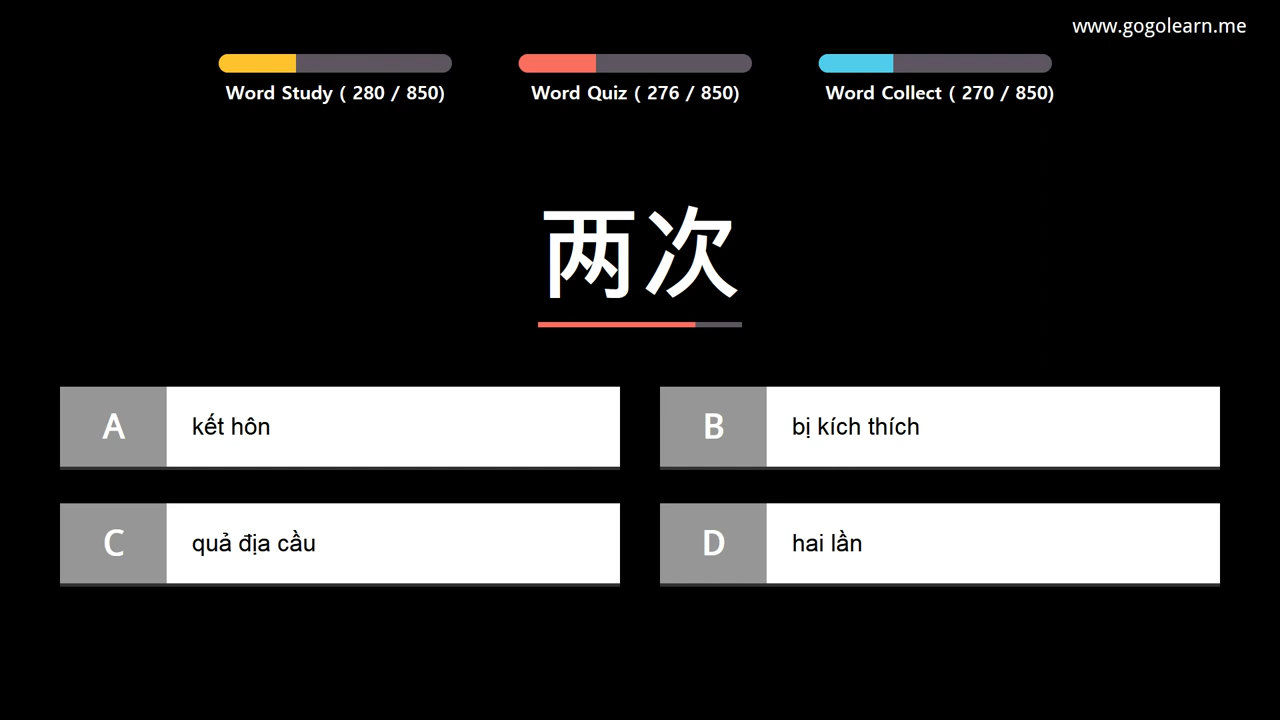 www.gogolearn.me
Word Study ( 280 / 850)
Word Quiz ( 276 / 850)
Word Collect ( 270 / 850)
两次
A
kết hôn
B
bị kích thích
C
quả địa cầu
D
hai lần